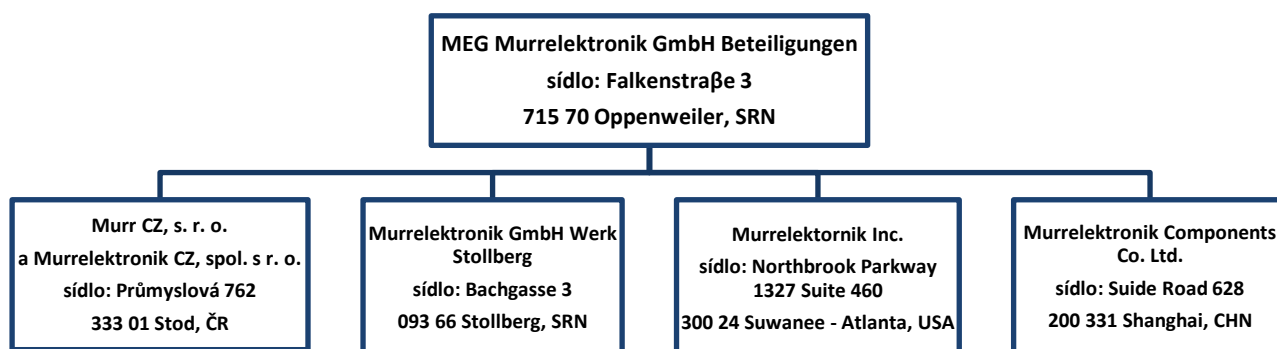 MEG Murrelektronik GmbH Beteiligungen
sídlo: Falkenstraβe 3
715 70 Oppenweiler, SRN
Murr CZ, s. r. o.
a Murrelektronik CZ, spol. s r. o.
sídlo: Průmyslová 762
333 01 Stod, ČR
Murrelektronik GmbH Werk
Stollberg
sídlo: Bachgasse 3
093 66 Stollberg, SRN
Murrelektornik Inc.
sídlo: Northbrook Parkway
1327 Suite 460
300 24 Suwanee - Atlanta, USA
Murrelektronik Components
Co. Ltd.
sídlo: Suide Road 628
200 331 Shanghai, CHN